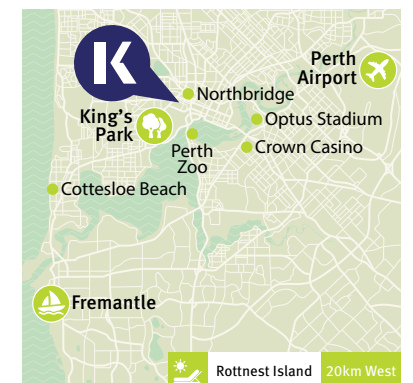 K
Perth
Airport
Northbridge
King's
Park
Optus Stadium
Perth
Zoo
Crown Casino
Cottesloe Beach
Fremantle
Rottnest Island 20km West